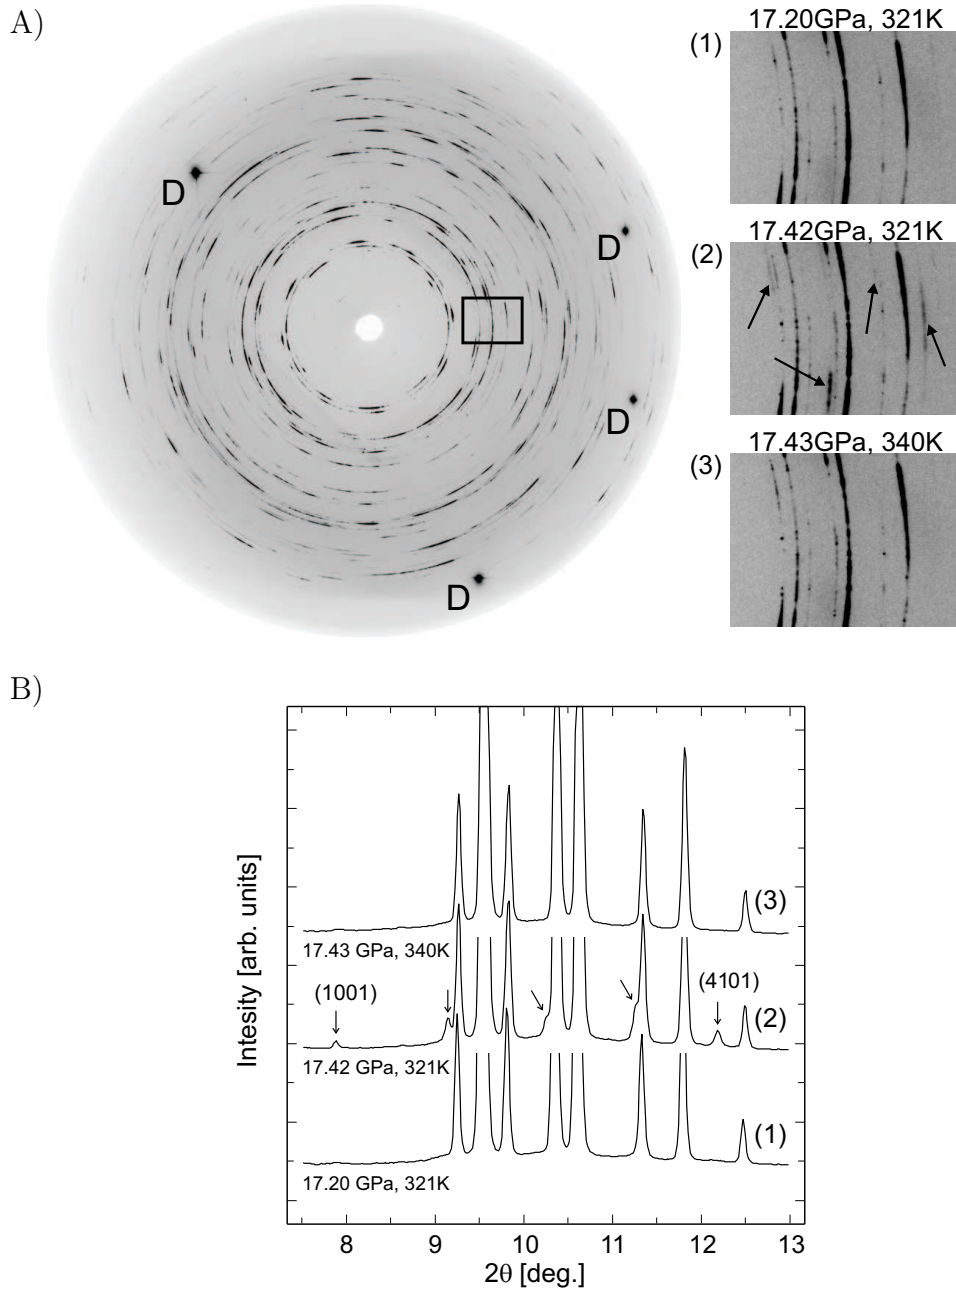 A)
17.20GPa, 321K
(1)
D
D
17.42GPa, 321K
(2)
D
17.43GPa, 340K
(3)
D
B)
Intesity [arb. units]
(3)
17.43 GPa, 340K
(1001)
(4101)
(2)
17.42 GPa, 321K
(1)
17.20 GPa, 321K
8 9 10 11 12 13
2θ [deg.]